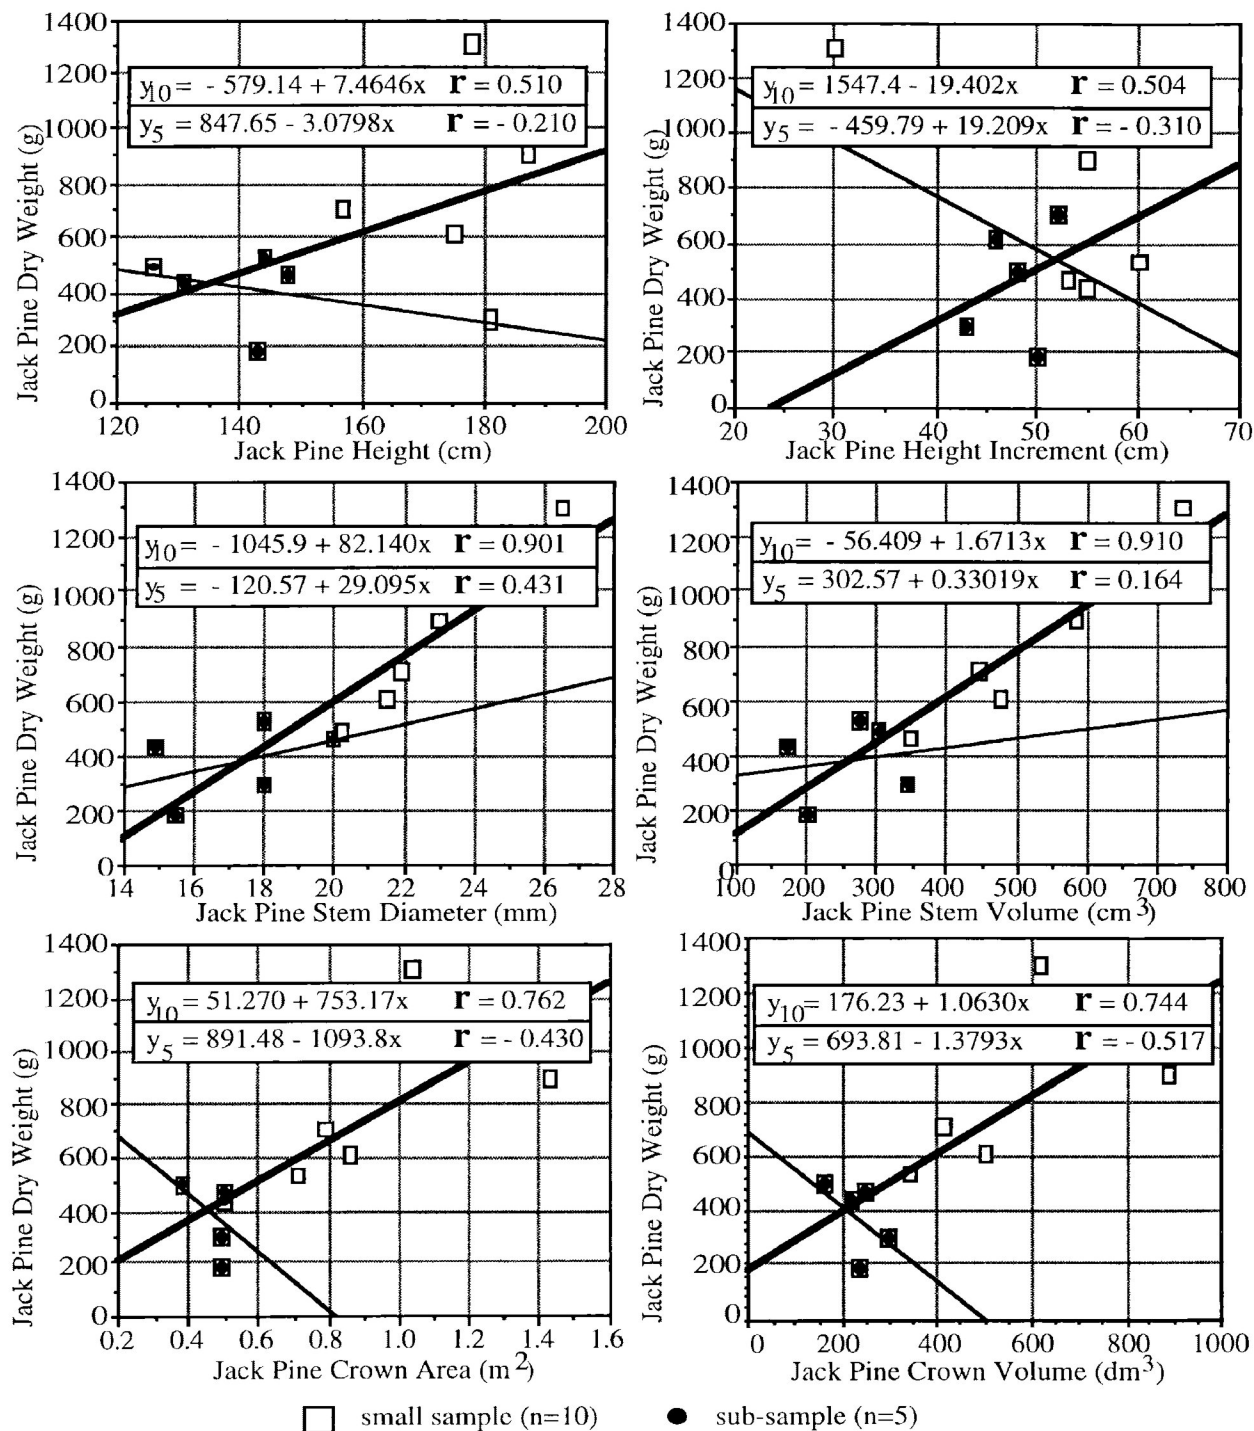 1400
1200
1000
800
600
400
200
0
Jack Pine Dry Weight (g)
y10 = - 579.14 + 7.4646x r = 0.510
y5 = 847.65 - 3.0798x r = - 0.210
120 140 160 180 200
Jack Pine Height (cm)
1400
1200
1000
800
600
400
200
0
Jack Pine Dry Weight (g)
y10 = 1547.4 - 19.402x r = 0.504
y5 = - 459.79 + 19.209x r = - 0.310
20 30 40 50 60 70
Jack Pine Height Increment (cm)
1400
1200
1000
800
600
400
200
0
Jack Pine Dry Weight (g)
y10 = - 1045.9 + 82.140x r = 0.901
y5 = - 120.57 + 29.095x r = 0.431
14 16 18 20 22 24 26 28
Jack Pine Stem Diameter (mm)
1400
1200
1000
800
600
400
200
0
Jack Pine Dry Weight (g)
y10 = - 56.409 + 1.6713x r = 0.910
y5 = 302.57 + 0.33019x r = 0.164
100 200 300 400 500 600 700 800
Jack Pine Stem Volume (cm3)
1400
1200
1000
800
600
400
200
0
Jack Pine Dry Weight (g)
y10 = 51.270 + 753.17x r = 0.762
y5 = 891.48 - 1093.8x r = - 0.430
0.2 0.4 0.6 0.8 1.0 1.2 1.4 1.6
Jack Pine Crown Area (m2)
1400
1200
1000
800
600
400
200
0
Jack Pine Dry Weight (g)
y10 = 176.23 + 1.0630x r = 0.744
y5 = 693.81 - 1.3793x r = - 0.517
0 200 400 600 800 1000
Jack Pine Crown Volume (dm3)
small sample (n=10) sub-sample (n=5)